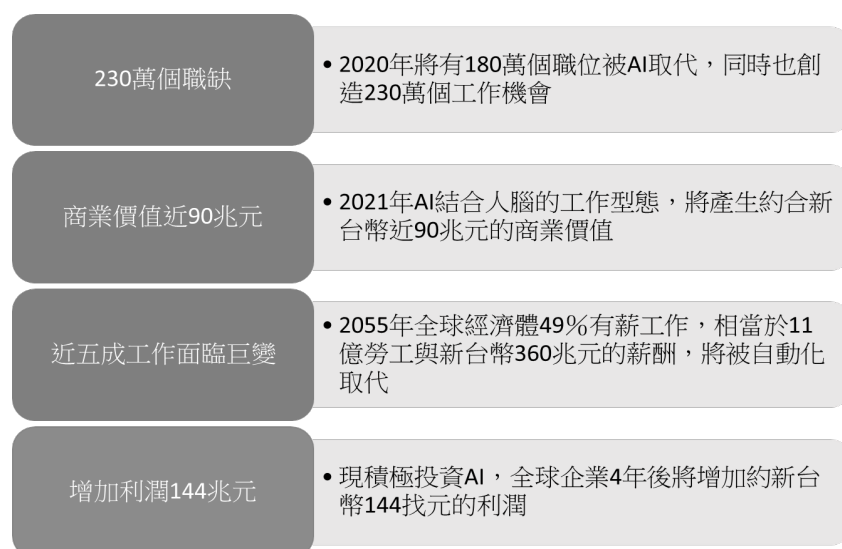 230萬個職缺
• 2020年將有180萬個職位被AI取代，同時也創
造230萬個工作機會
商業價值近90兆元
• 2021年AI結合人腦的工作型態，將產生約合新
台幣近90兆元的商業價值
近五成工作面臨巨變
• 2055年全球經濟體49%有薪工作，相當於11
億勞工與新台幣360兆元的薪酬，將被自動化
取代
增加利潤144兆元
• 現積極投資AI，全球企業4年後將增加約新台
幣144找元的利潤